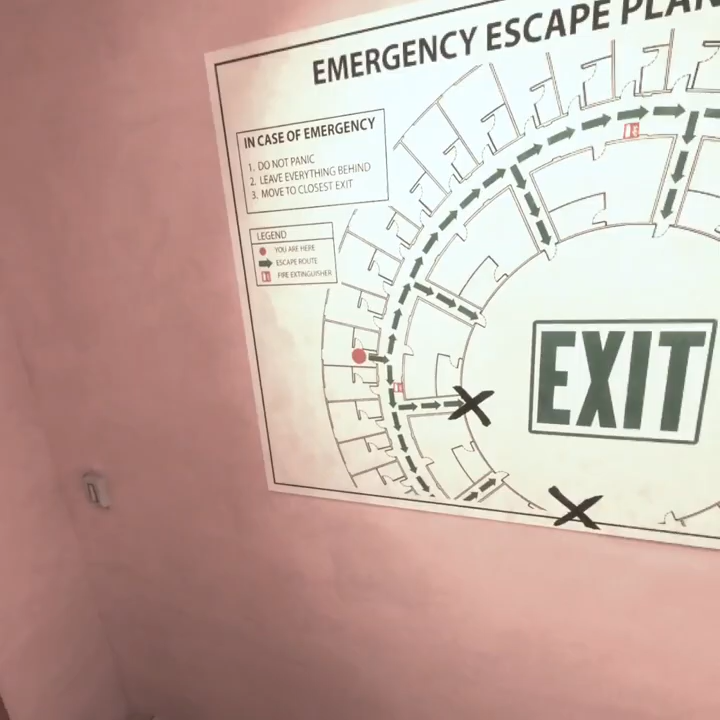 EMERGENCY ESCAPE PLAN
IN CASE OF EMERGENCY
1. DO NOT PANIC
2. LEAVE EVERYTHING BEHIND
3. MOVE TO CLOSEST EXIT
LEGEND
YOU ARE HERE
ESCAPE ROUTE
FIRE EXTINGUISHER
EXIT